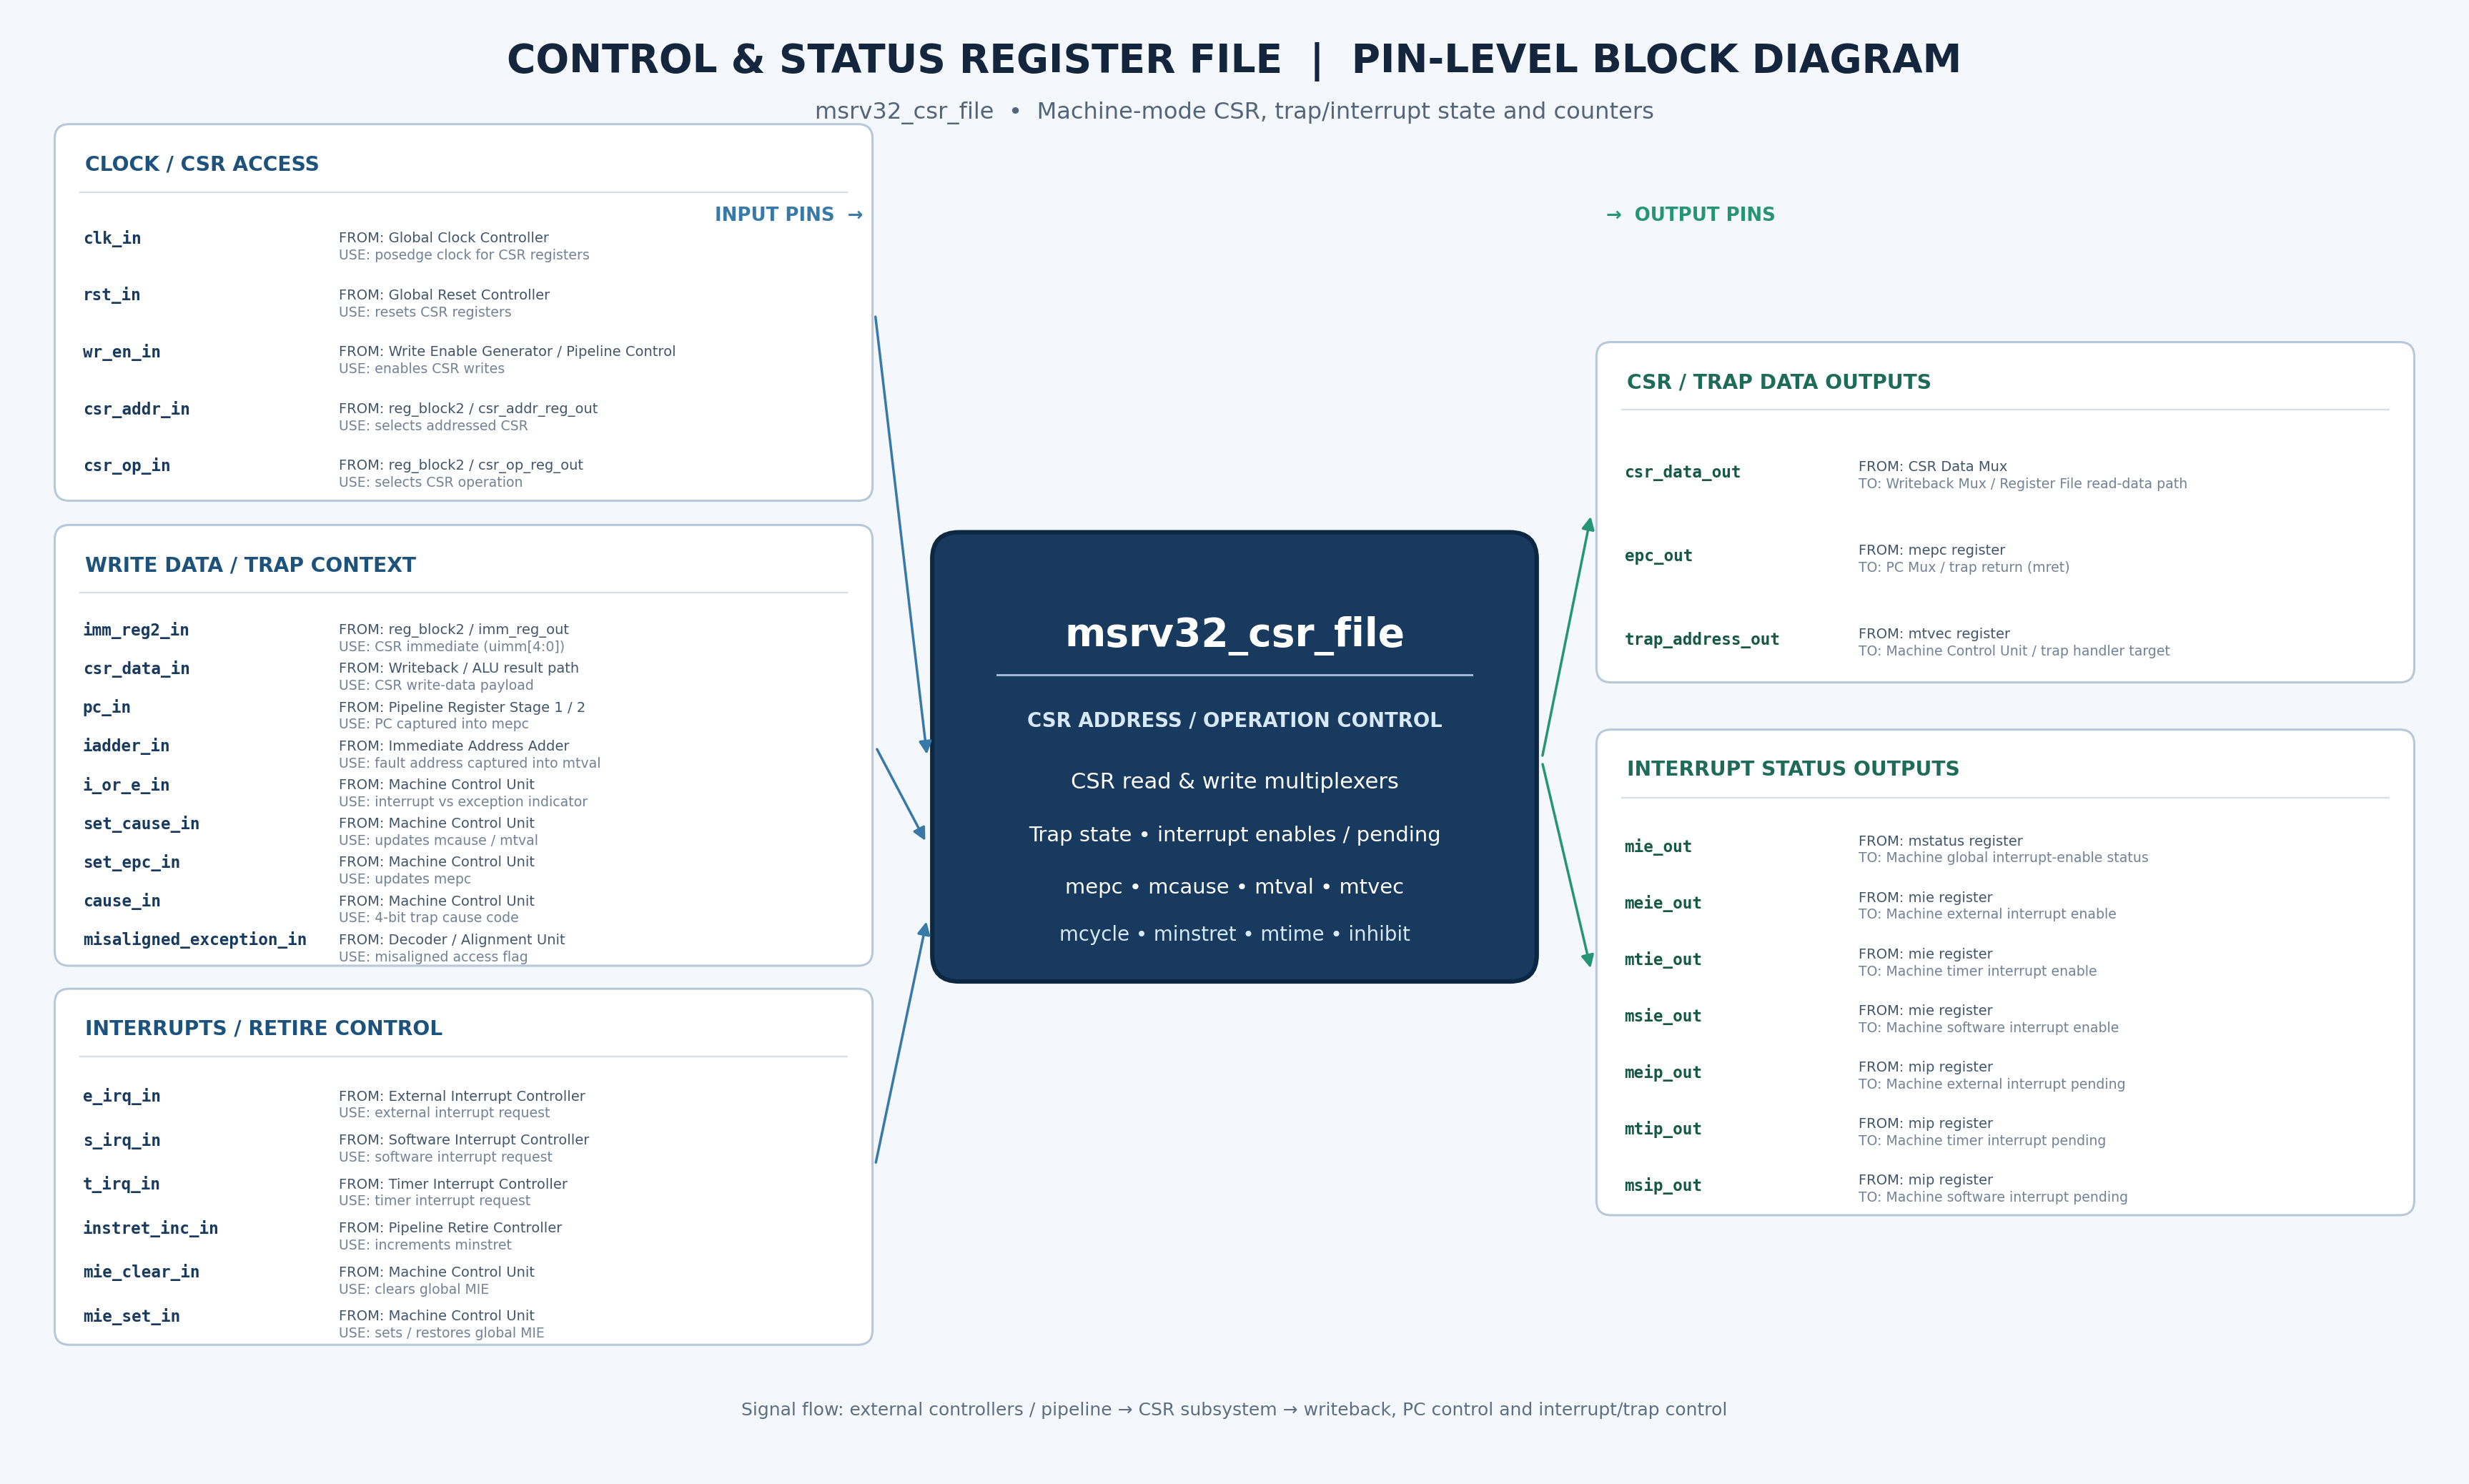 CONTROL & STATUS REGISTER FILE | PIN-LEVEL BLOCK DIAGRAM
msrv32_csr_file • Machine-mode CSR, trap/interrupt state and counters
CLOCK / CSR ACCESS
INPUT PINS →
clk_in
FROM: Global Clock Controller
USE: posedge clock for CSR registers
rst_in
FROM: Global Reset Controller
USE: resets CSR registers
wr_en_in
FROM: Write Enable Generator / Pipeline Control
USE: enables CSR writes
csr_addr_in
FROM: reg_block2 / csr_addr_reg_out
USE: selects addressed CSR
csr_op_in
FROM: reg_block2 / csr_op_reg_out
USE: selects CSR operation
WRITE DATA / TRAP CONTEXT
imm_reg2_in
FROM: reg_block2 / imm_reg_out
USE: CSR immediate (uimm[4:0])
csr_data_in
FROM: Writeback / ALU result path
USE: CSR write-data payload
pc_in
FROM: Pipeline Register Stage 1 / 2
USE: PC captured into mepc
iadder_in
FROM: Immediate Address Adder
USE: fault address captured into mtval
i_or_e_in
FROM: Machine Control Unit
USE: interrupt vs exception indicator
set_cause_in
FROM: Machine Control Unit
USE: updates mcause / mtval
set_epc_in
FROM: Machine Control Unit
USE: updates mepc
cause_in
FROM: Machine Control Unit
USE: 4-bit trap cause code
misaligned_exception_in
FROM: Decoder / Alignment Unit
USE: misaligned access flag
INTERRUPTS / RETIRE CONTROL
e_irq_in
FROM: External Interrupt Controller
USE: external interrupt request
s_irq_in
FROM: Software Interrupt Controller
USE: software interrupt request
t_irq_in
FROM: Timer Interrupt Controller
USE: timer interrupt request
instret_inc_in
FROM: Pipeline Retire Controller
USE: increments minstret
mie_clear_in
FROM: Machine Control Unit
USE: clears global MIE
mie_set_in
FROM: Machine Control Unit
USE: sets / restores global MIE
msrv32_csr_file
CSR ADDRESS / OPERATION CONTROL
CSR read & write multiplexers
Trap state • interrupt enables / pending
mepc • mcause • mtval • mtvec
mcycle • minstret • mtime • inhibit
→ OUTPUT PINS
CSR / TRAP DATA OUTPUTS
csr_data_out
FROM: CSR Data Mux
TO: Writeback Mux / Register File read-data path
epc_out
FROM: mepc register
TO: PC Mux / trap return (mret)
trap_address_out
FROM: mtvec register
TO: Machine Control Unit / trap handler target
INTERRUPT STATUS OUTPUTS
mie_out
FROM: mstatus register
TO: Machine global interrupt-enable status
meie_out
FROM: mie register
TO: Machine external interrupt enable
mtie_out
FROM: mie register
TO: Machine timer interrupt enable
msie_out
FROM: mie register
TO: Machine software interrupt enable
meip_out
FROM: mip register
TO: Machine external interrupt pending
mtip_out
FROM: mip register
TO: Machine timer interrupt pending
msip_out
FROM: mip register
TO: Machine software interrupt pending
Signal flow: external controllers / pipeline → CSR subsystem → writeback, PC control and interrupt/trap control